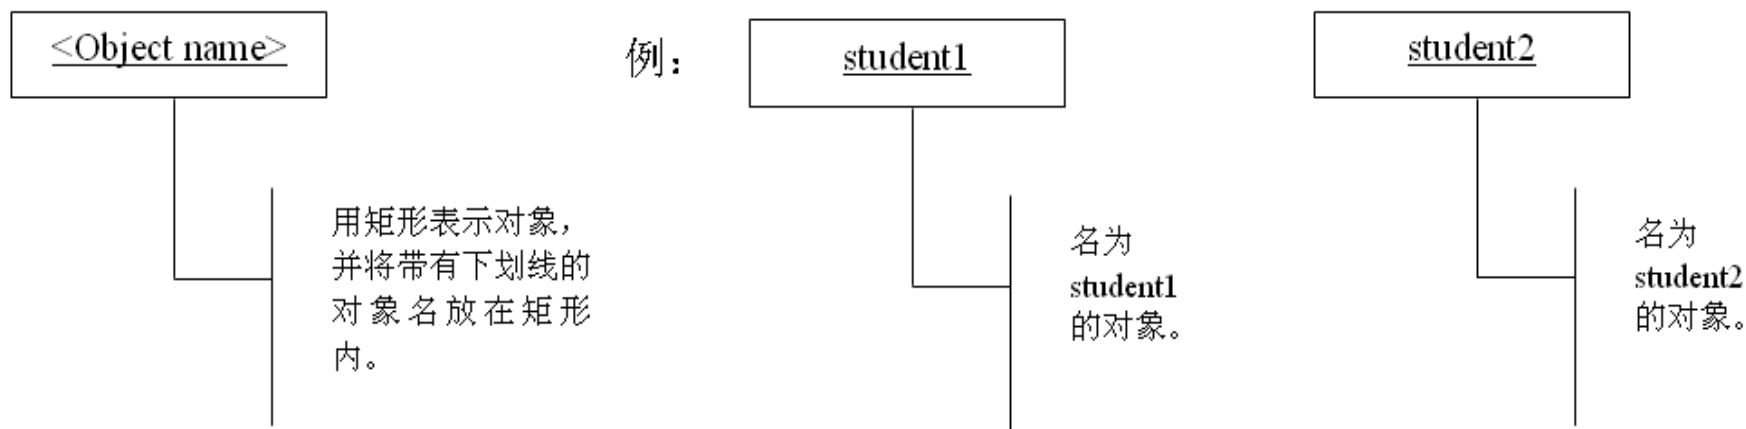 <Object name>
用矩形表示对象，
并将带有下划线的
对象名放在矩形
内。
例：
student1
名为
student1
的对象。
student2
名为
student2
的对象。